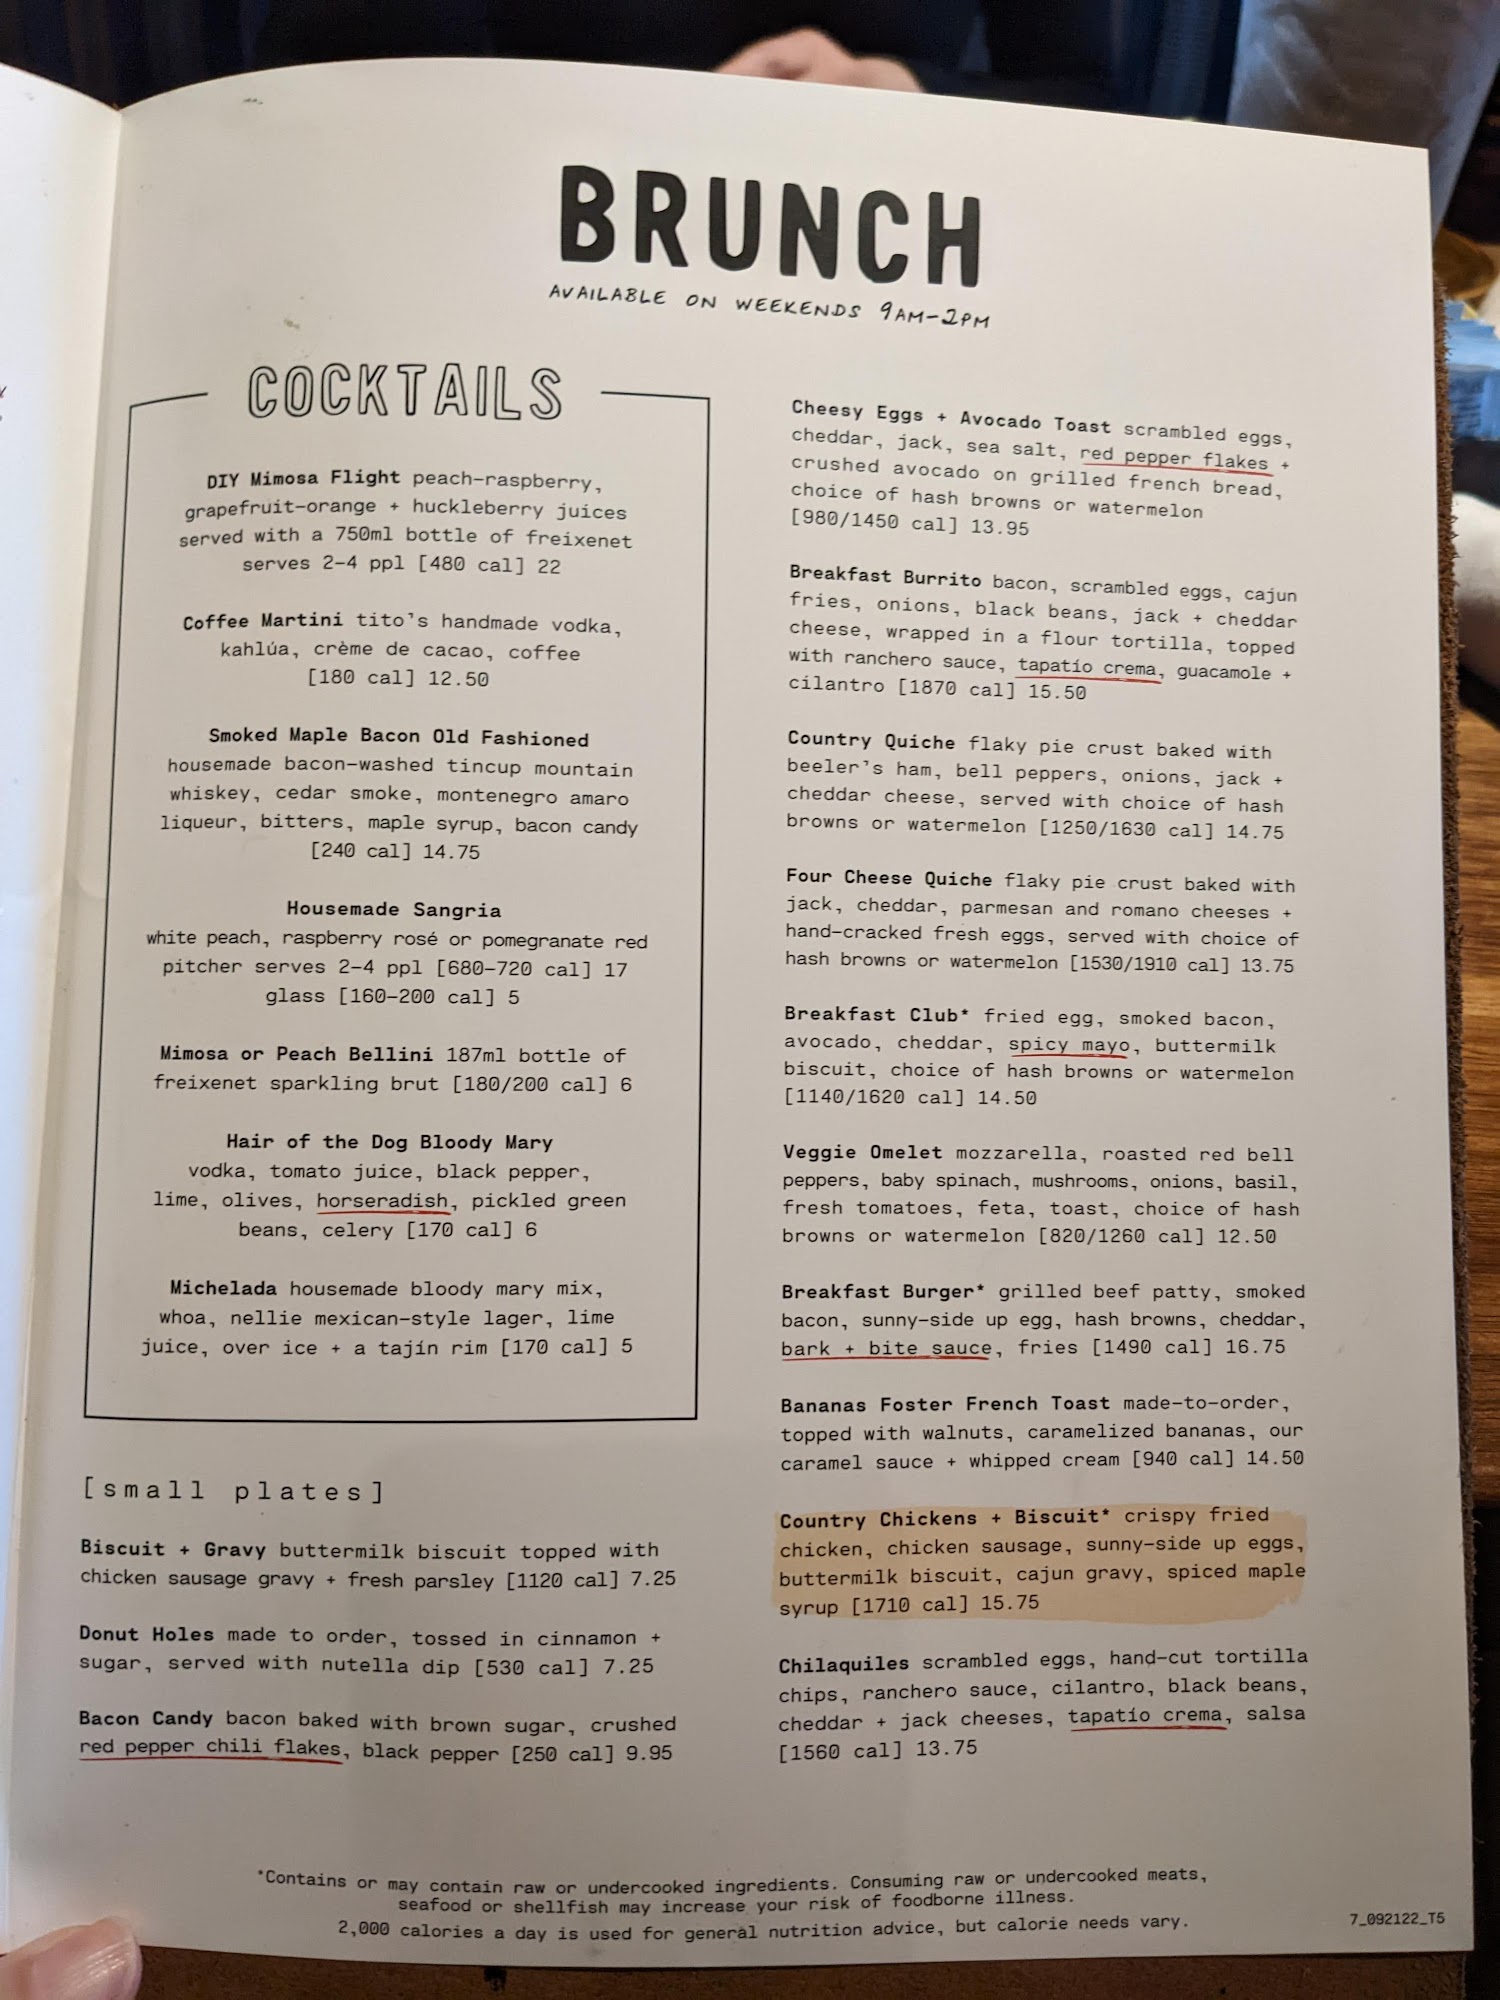 BRUNCH
AVAILABLE ON WEEKENDS 9AM-2PM
COCKTAILS
DIY Mimosa Flight peach-raspberry,
grapefruit-orange + huckleberry juices
served with a 750ml bottle of freixenet
serves 2-4 ppl [480 cal] 22
Coffee Martini tito's handmade vodka,
kahlúa, crème de cacao, coffee
[180 cal] 12.50
Smoked Maple Bacon Old Fashioned
housemade bacon-washed tincup mountain
whiskey, cedar smoke, montenegro amaro
liqueur, bitters, maple syrup, bacon candy
[240 cal] 14.75
Housemade Sangria
white peach, raspberry rosé or pomegranate red
pitcher serves 2-4 ppl [680-720 cal] 17
glass [160-200 cal] 5
Mimosa or Peach Bellini 187ml bottle of
freixenet sparkling brut [180/200 cal] 6
Hair of the Dog Bloody Mary
vodka, tomato juice, black pepper,
lime, olives, horseradish, pickled green
beans, celery [170 cal] 6
Michelada housemade bloody mary mix,
whoa, nellie mexican-style lager, lime
juice, over ice + a tajín rim [170 cal] 5
[small plates]
Biscuit + Gravy buttermilk biscuit topped with
chicken sausage gravy + fresh parsley [1120 cal] 7.25
Donut Holes made to order, tossed in cinnamon +
sugar, served with nutella dip [530 cal] 7.25
Bacon Candy bacon baked with brown sugar, crushed
red pepper chili flakes, black pepper [250 cal] 9.95
Cheesy Eggs + Avocado Toast scrambled eggs,
cheddar, jack, sea salt, red pepper flakes +
crushed avocado on grilled french bread,
choice of hash browns or watermelon
[980/1450 cal] 13.95
Breakfast Burrito bacon, scrambled eggs, cajun
fries, onions, black beans, jack + cheddar
cheese, wrapped in a flour tortilla, topped
with ranchero sauce, tapatío crema, guacamole +
cilantro [1870 cal] 15.50
Country Quiche flaky pie crust baked with
beeler's ham, bell peppers, onions, jack +
cheddar cheese, served with choice of hash
browns or watermelon [1250/1630 cal] 14.75
Four Cheese Quiche flaky pie crust baked with
jack, cheddar, parmesan and romano cheeses +
hand-cracked fresh eggs, served with choice of
hash browns or watermelon [1530/1910 cal] 13.75
Breakfast Club* fried egg, smoked bacon,
avocado, cheddar, spicy mayo, buttermilk
biscuit, choice of hash browns or watermelon
[1140/1620 cal] 14.50
Veggie Omelet mozzarella, roasted red bell
peppers, baby spinach, mushrooms, onions, basil,
fresh tomatoes, feta, toast, choice of hash
browns or watermelon [820/1260 cal] 12.50
Breakfast Burger* grilled beef patty, smoked
bacon, sunny-side up egg, hash browns, cheddar,
bark + bite sauce, fries [1490 cal] 16.75
Bananas Foster French Toast made-to-order,
topped with walnuts, caramelized bananas, our
caramel sauce + whipped cream [940 cal] 14.50
Country Chickens + Biscuit* crispy fried
chicken, chicken sausage, sunny-side up eggs,
buttermilk biscuit, cajun gravy, spiced maple
syrup [1710 cal] 15.75
Chilaquiles scrambled eggs, hand-cut tortilla
chips, ranchero sauce, cilantro, black beans,
cheddar + jack cheeses, tapatío crema, salsa
[1560 cal] 13.75
*Contains or may contain raw or undercooked ingredients. Consuming raw or undercooked meats,
seafood or shellfish may increase your risk of foodborne illness.
2,000 calories a day is used for general nutrition advice, but calorie needs vary.
7_092122_T5